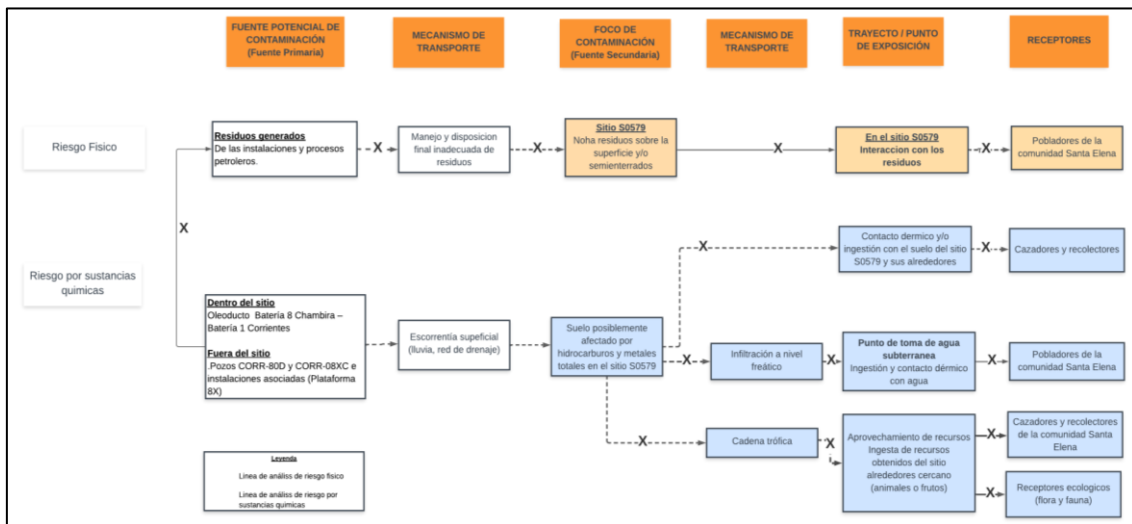 FUENTE POTENCIAL DE
CONTAMINACIÓN
(Fuente Primaria)
MECANISMO DE
TRANSPORTE
FOCO DE
CONTAMINACIÓN
(Fuente Secundaria)
MECANISMO DE
TRANSPORTE
TRAYECTO / PUNTO
DE EXPOSICIÓN
RECEPTORES
Riesgo Fisico
Residuos generados
De las instalaciones y procesos
petroleros.
X
Manejo y disposicion
final inadecuada de
residuos
X
Sitio S0579
Noha residuos sobre la
superficie y/o
semienterrados
X
En el sitio S0579
Interaccion con los
residuos
X
Pobladores de la
comunidad Santa Elena
X
X
Contacto dermico y/o
ingestión con el suelo del sitio
S0579 y sus alrededores
X
Cazadores y recolectores
Riesgo por sustancias
quimicas
Dentro del sitio
Oleoducto Batería 8 Chambira –
Batería 1 Corrientes
Fuera del sitio
.Pozos CORR-80D y CORR-08XC e
instalaciones asociadas (Plataforma
8X)
Escorrentía supeficial
(lluvia, red de drenaje)
Suelo posiblemente
afectado por
hidrocarburos y metales
totales en el sitio S0579
X
Infiltración a nivel
freático
X
Punto de toma de agua
subterranea
Ingestión y contacto dérmico
con agua
X
Pobladores de la
comunidad Santa Elena
X
Cadena trófica
X
Aprovechamiento de recursos
Ingesta de recursos
obtenidos del sitio
alrededores cercano
(animales o frutos)
X
Cazadores y recolectores
de la comunidad Santa
Elena
X
Receptores ecologicos
(flora y fauna)
Leyenda
Linea de análiss de riesgo fisico
Linea de análiss de riesgo por
sustancias quimicas